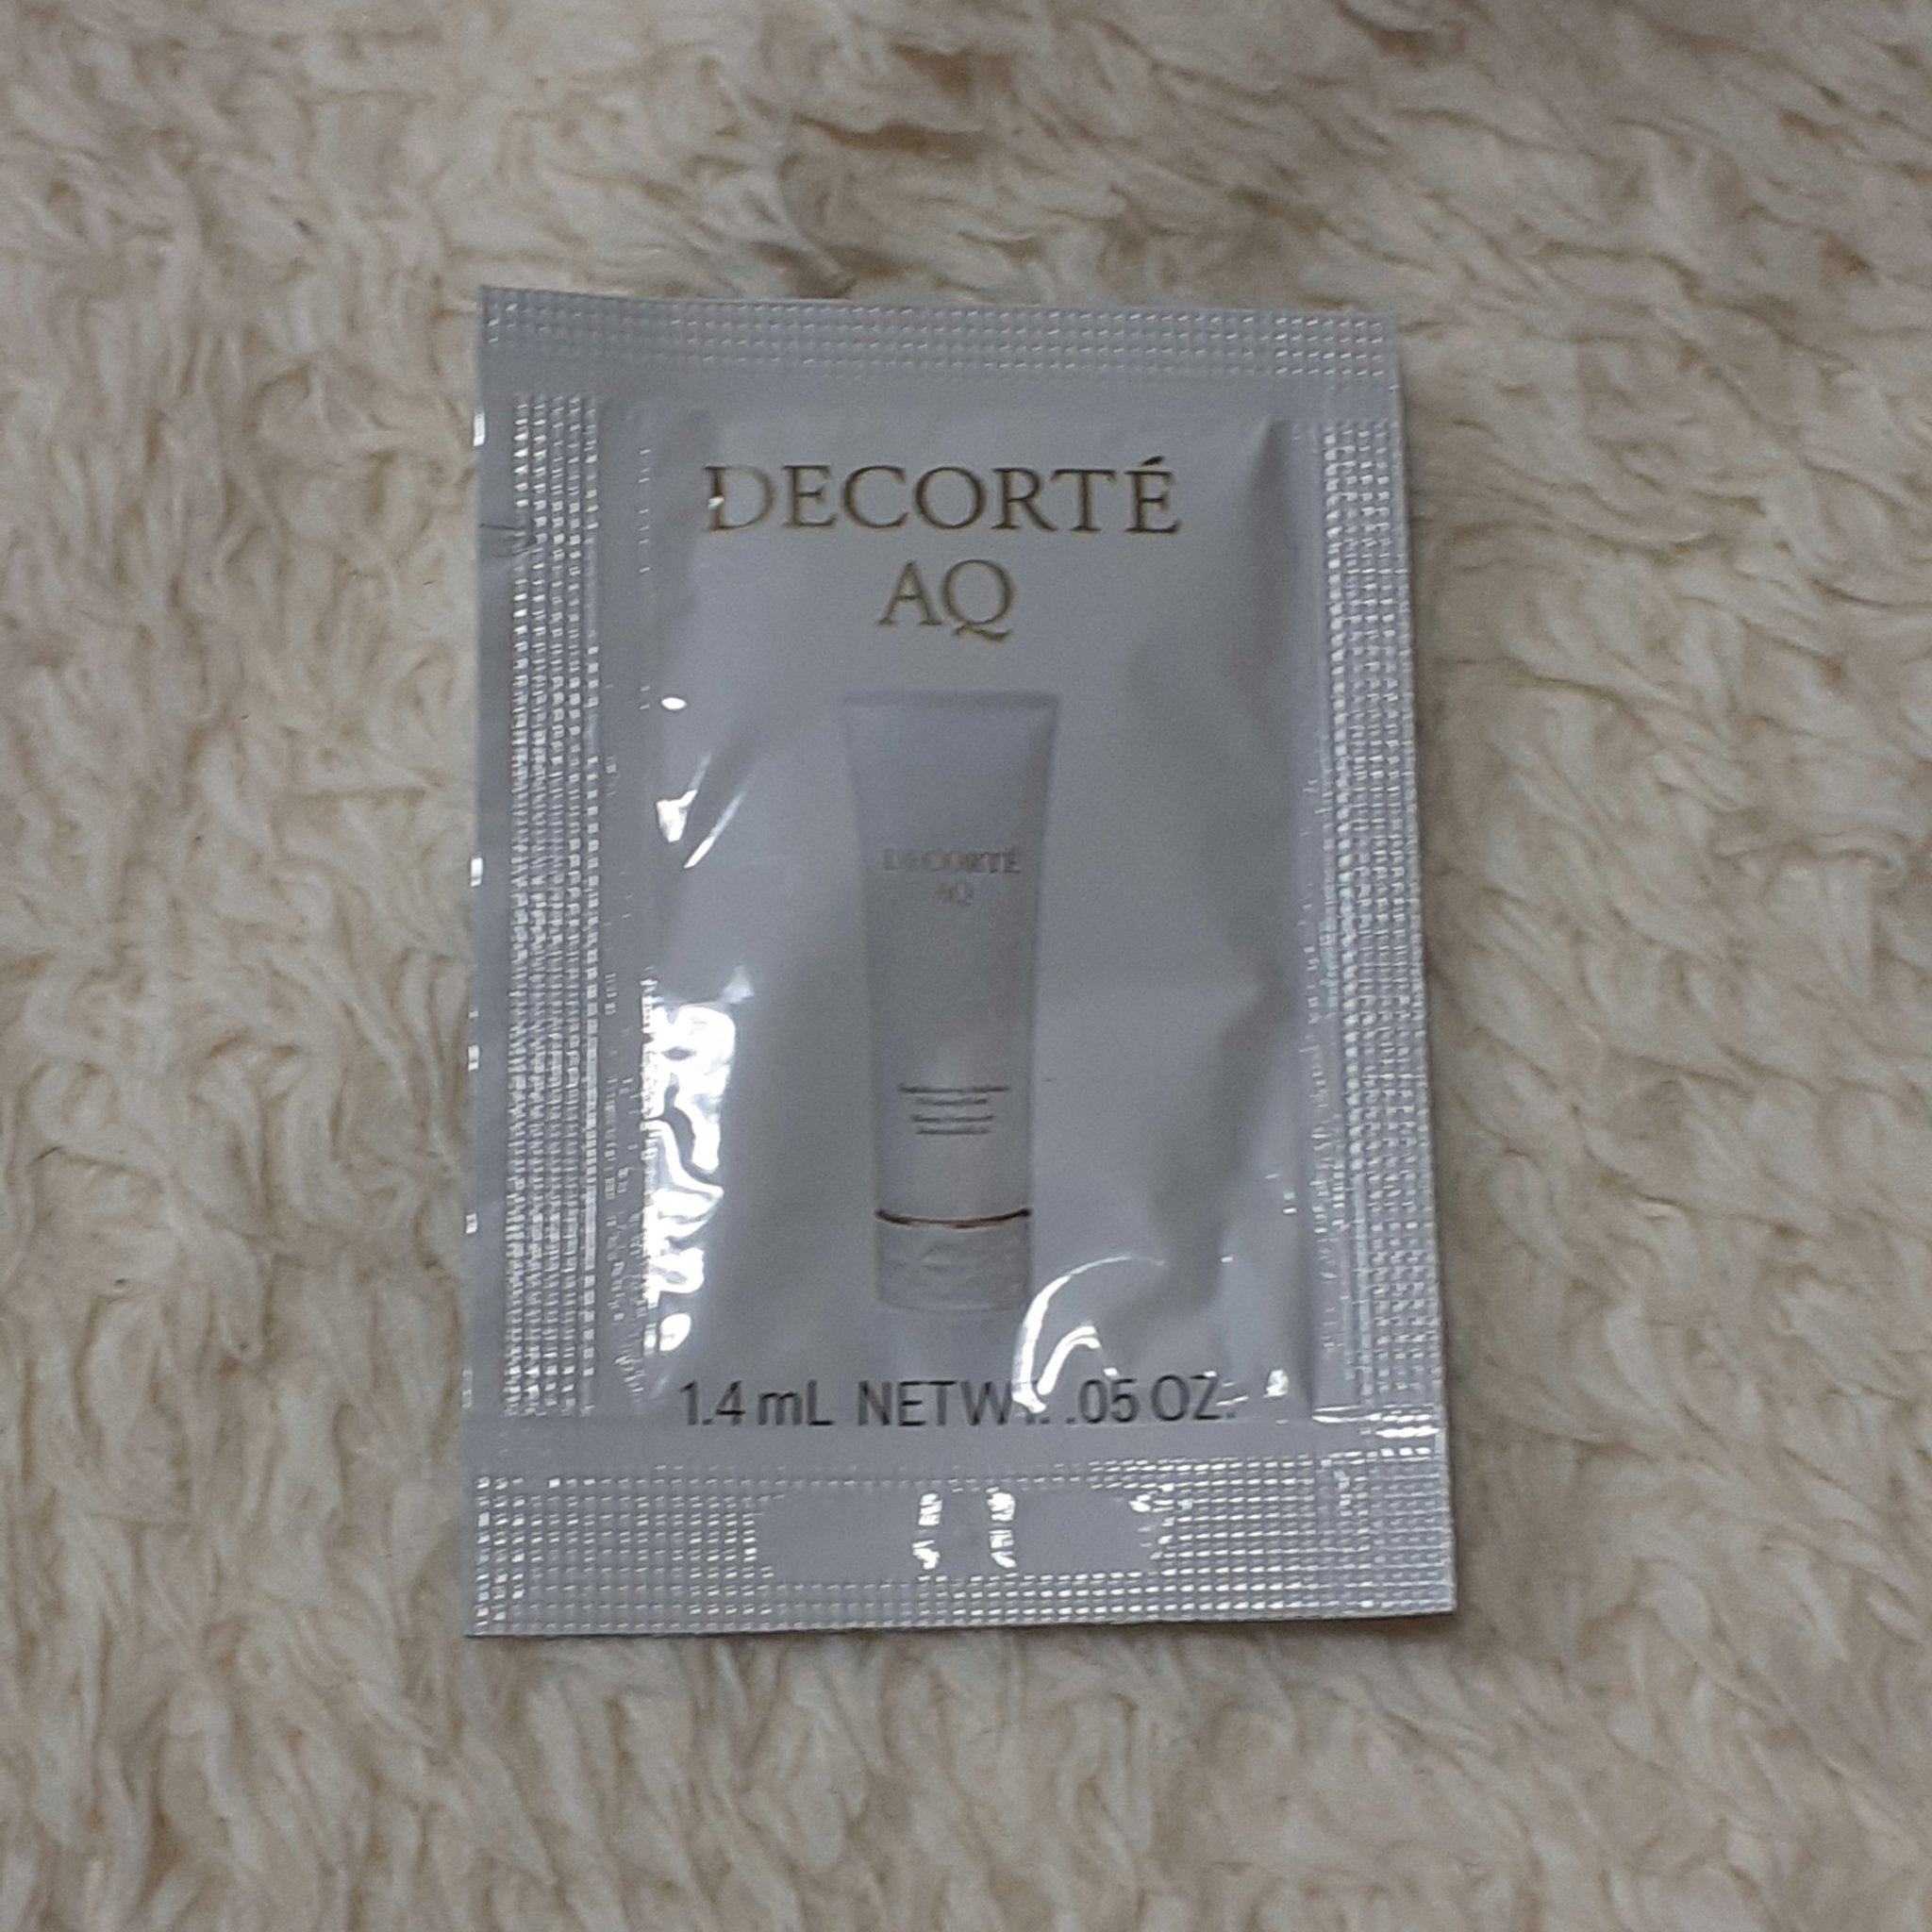 DECORTÉ
AQ
DECORTÉ
AQ
1.4 mL NET WT. .05 OZ.